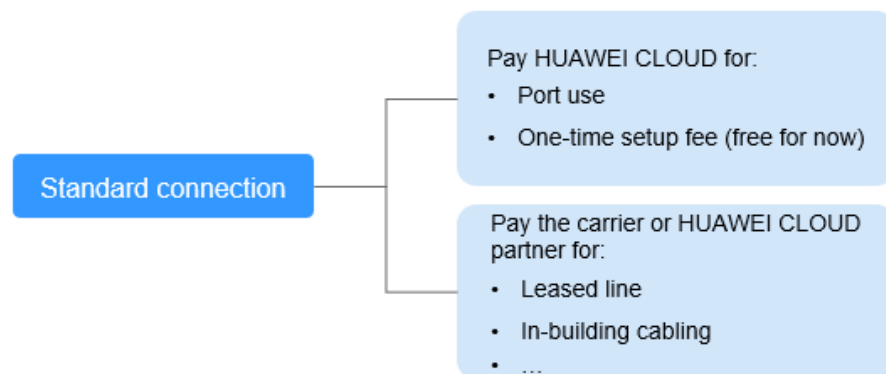 Standard connection
Pay HUAWEI CLOUD for:
• Port use
• One-time setup fee (free for now)
Pay the carrier or HUAWEI CLOUD
partner for:
• Leased line
• In-building cabling
• ...